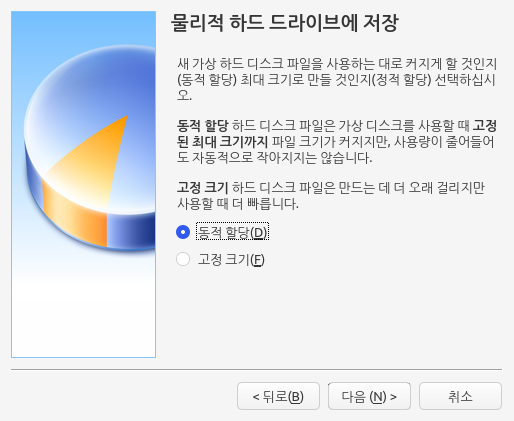 물리적 하드 드라이브에 저장
새 가상 하드 디스크 파일을 사용하는 대로 커지게 할 것인지
(동적 할당) 최대 크기로 만들 것인지(정적 할당) 선택하십시
오.
동적 할당 하드 디스크 파일은 가상 디스크를 사용할 때 고정
된 최대 크기까지 파일 크기가 커지지만, 사용량이 줄어들어
도 자동적으로 작아지지는 않습니다.
고정 크기 하드 디스크 파일은 만드는 데 더 오래 걸리지만
사용할 때 더 빠릅니다.
동적 할당(D)
고정 크기(F)
< 뒤로(B) 다음 (N) > 취소